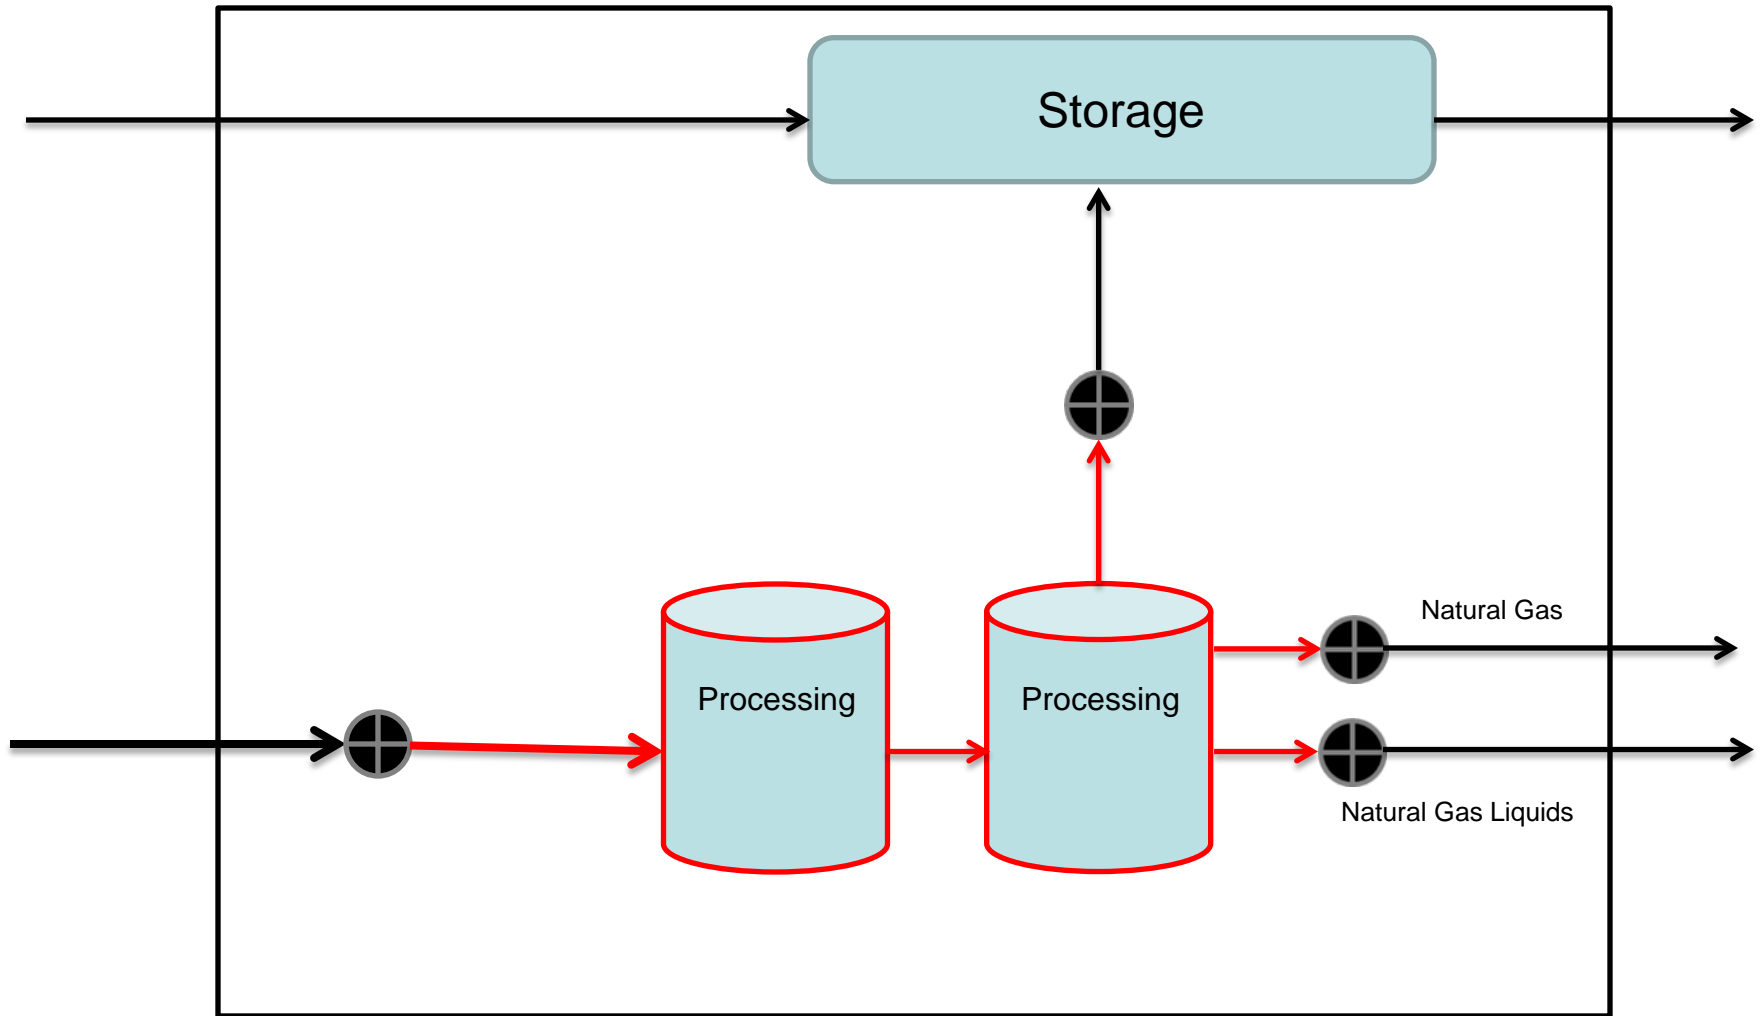 Storage
Natural Gas
Processing
Processing
Natural Gas Liquids